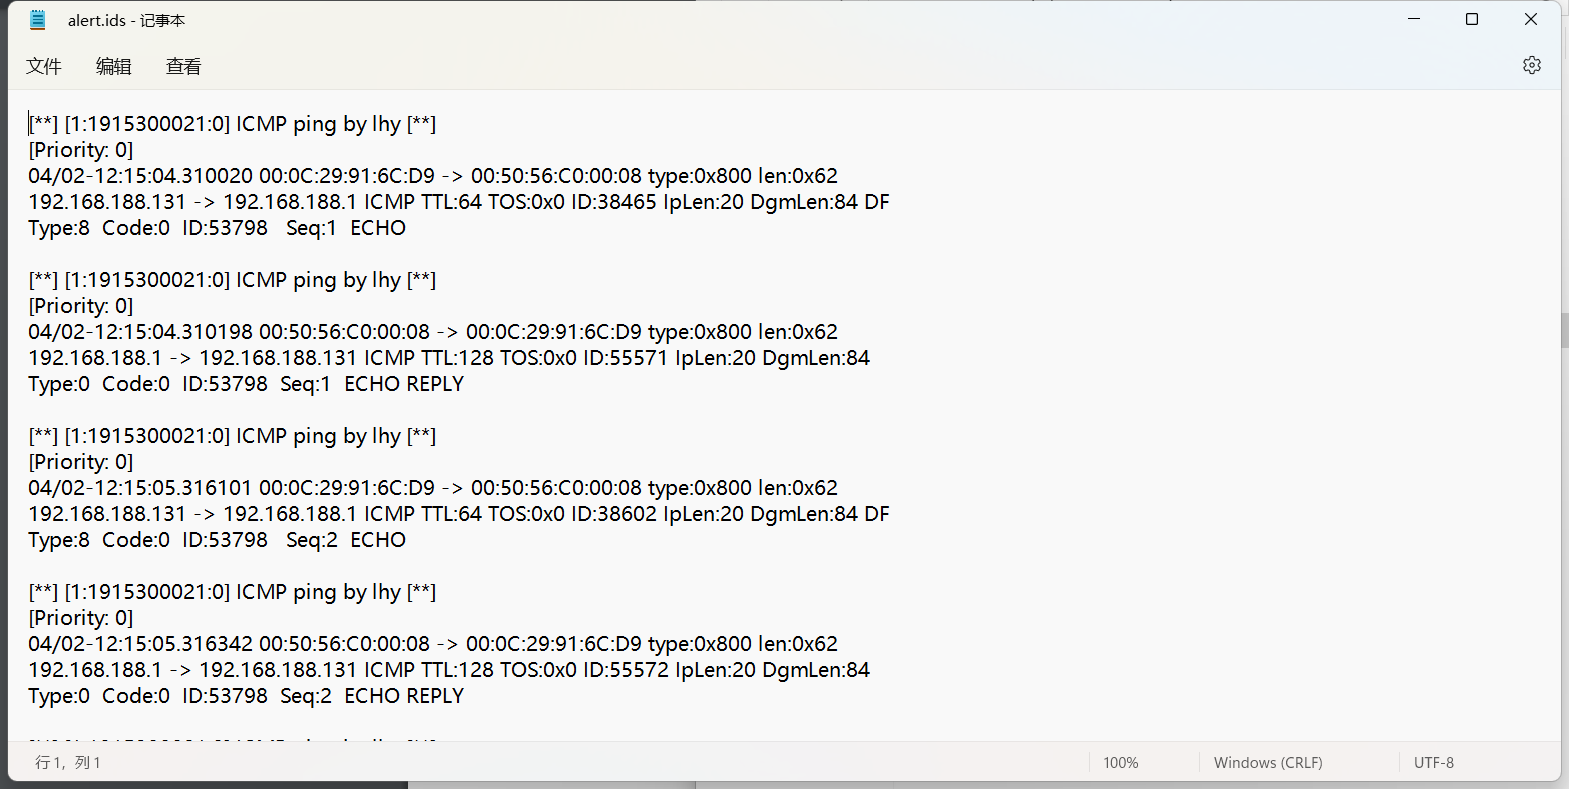 alert.ids - 记事本
文件 编辑 查看
[**] [1:1915300021:0] ICMP ping by lhy [**]
[Priority: 0]
04/02-12:15:04.310020 00:0C:29:91:6C:D9 -> 00:50:56:C0:00:08 type:0x800 len:0x62
192.168.188.131 -> 192.168.188.1 ICMP TTL:64 TOS:0x0 ID:38465 IpLen:20 DgmLen:84 DF
Type:8  Code:0  ID:53798   Seq:1  ECHO
[**] [1:1915300021:0] ICMP ping by lhy [**]
[Priority: 0]
04/02-12:15:04.310198 00:50:56:C0:00:08 -> 00:0C:29:91:6C:D9 type:0x800 len:0x62
192.168.188.1 -> 192.168.188.131 ICMP TTL:128 TOS:0x0 ID:55571 IpLen:20 DgmLen:84
Type:0  Code:0  ID:53798  Seq:1  ECHO REPLY
[**] [1:1915300021:0] ICMP ping by lhy [**]
[Priority: 0]
04/02-12:15:05.316101 00:0C:29:91:6C:D9 -> 00:50:56:C0:00:08 type:0x800 len:0x62
192.168.188.131 -> 192.168.188.1 ICMP TTL:64 TOS:0x0 ID:38602 IpLen:20 DgmLen:84 DF
Type:8  Code:0  ID:53798   Seq:2  ECHO
[**] [1:1915300021:0] ICMP ping by lhy [**]
[Priority: 0]
04/02-12:15:05.316342 00:50:56:C0:00:08 -> 00:0C:29:91:6C:D9 type:0x800 len:0x62
192.168.188.1 -> 192.168.188.131 ICMP TTL:128 TOS:0x0 ID:55572 IpLen:20 DgmLen:84
Type:0  Code:0  ID:53798  Seq:2  ECHO REPLY
行 1，列 1 100% Windows (CRLF) UTF-8